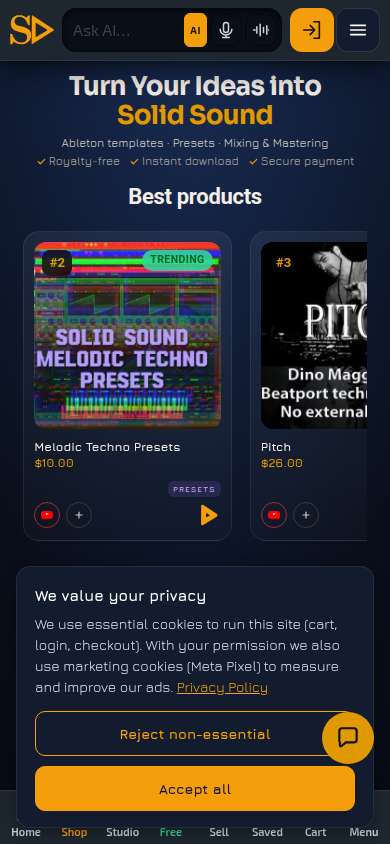 SD
Ask AI...
AI
Turn Your Ideas into
Solid Sound
Ableton templates · Presets · Mixing & Mastering
✓ Royalty-free ✓ Instant download ✓ Secure payment
Best products
#2
TRENDING
SOLID SOUND
MELODIC TECHNO
PRESETS
Melodic Techno Presets
$10.00
PRESETS
+
#3
Dino Magg
Beatport tech
No external
Pitch
$26.00
+
We value your privacy
We use essential cookies to run this site (cart,
login, checkout). With your permission we also
use marketing cookies (Meta Pixel) to measure
and improve our ads. Privacy Policy
Reject non-essential
Accept all
Home Shop Studio Free Sell Saved Cart Menu